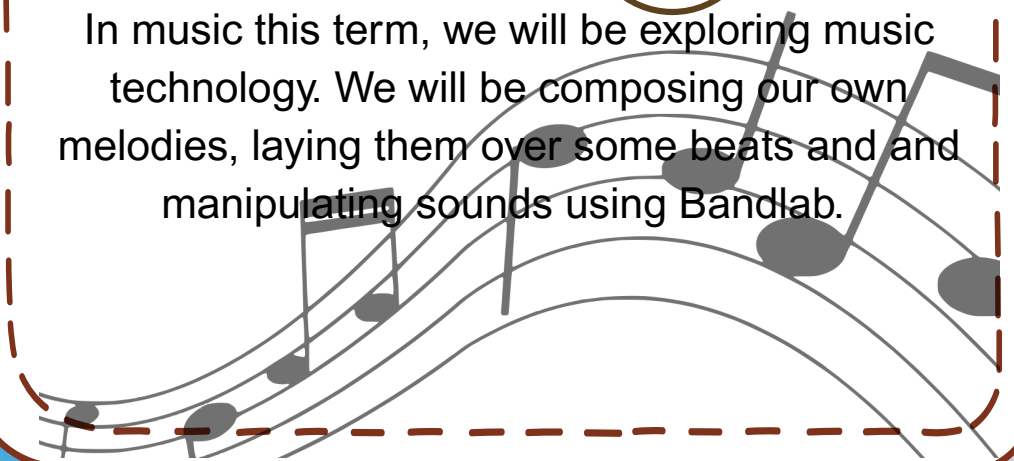 In music this term, we will be exploring music
technology. We will be composing our own
melodies, laying them over some beats and and
manipulating sounds using Bandlab.